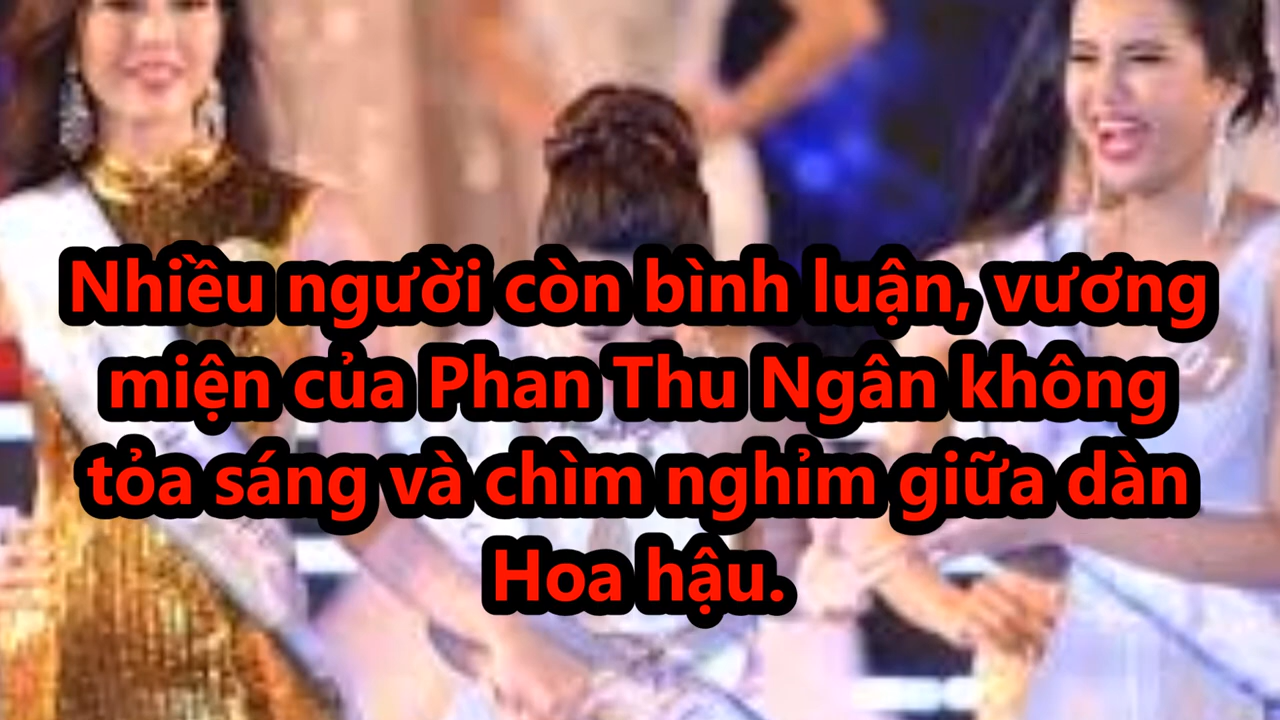 Nhiều người còn bình luận, vương
miện của Phan Thu Ngân không
tỏa sáng và chìm nghỉm giữa dàn
Hoa hậu.